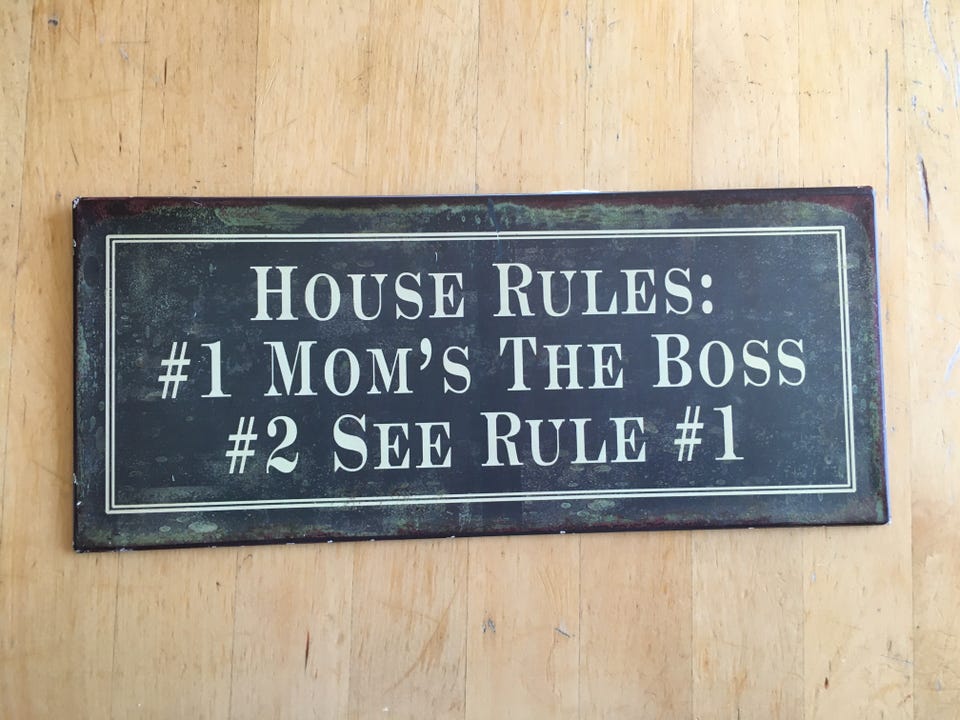 House Rules:
#1 Mom's The Boss
#2 See Rule #1